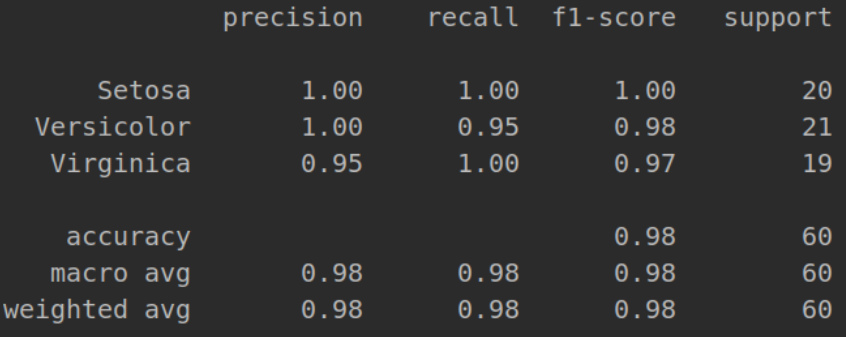 precision recall f1-score support
Setosa 1.00 1.00 1.00 20
Versicolor 1.00 0.95 0.98 21
Virginica 0.95 1.00 0.97 19
accuracy 0.98 60
macro avg 0.98 0.98 0.98 60
weighted avg 0.98 0.98 0.98 60